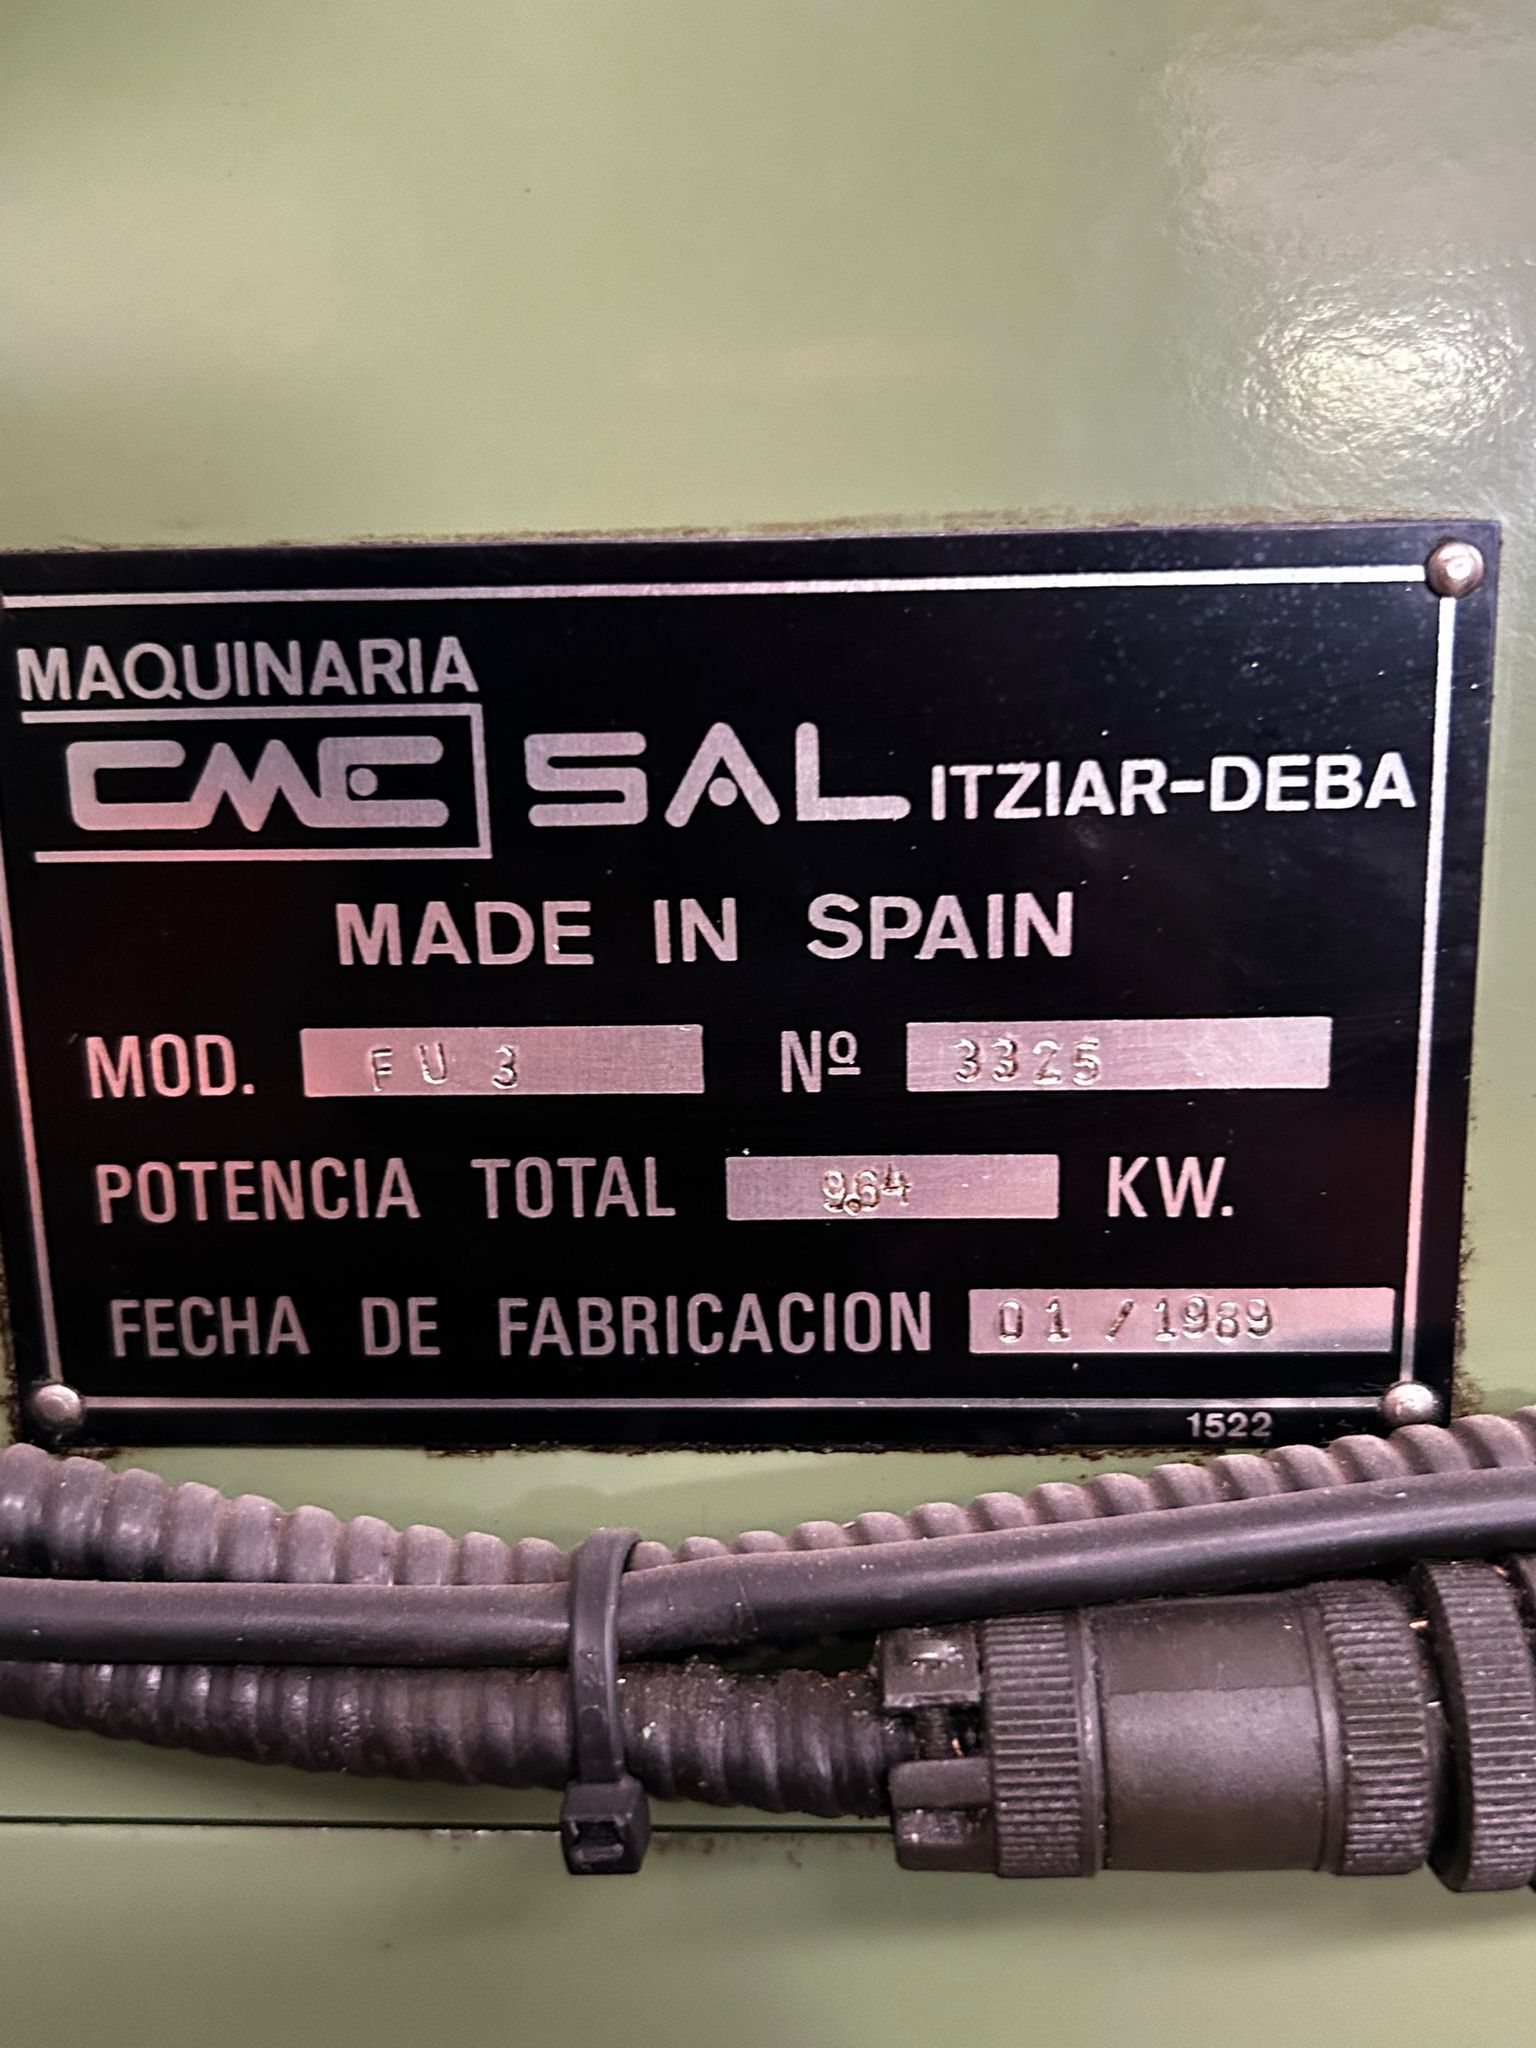 MAQUINARIA
CME SAL ITZIAR-DEBA
MADE IN SPAIN
MOD. FU 3 Nº 3325
POTENCIA TOTAL 9.64 KW.
FECHA DE FABRICACION 01/1989
1522